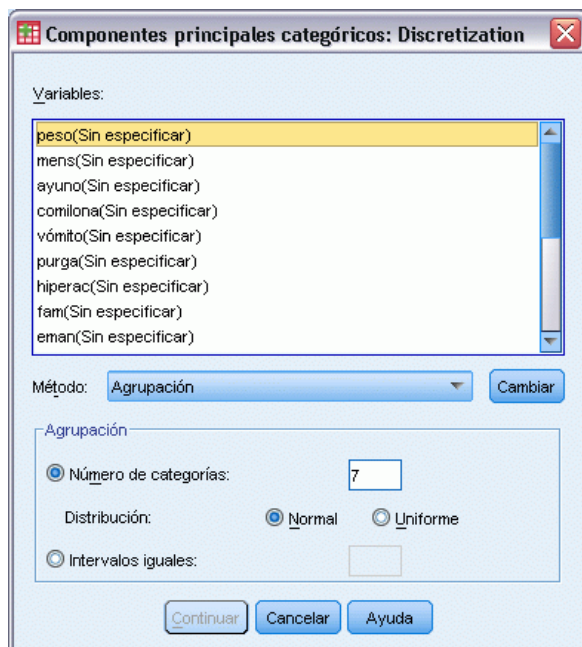 Componentes principales categóricos: Discretization
Variables:
peso(Sin especificar)
mens(Sin especificar)
ayuno(Sin especificar)
comilona(Sin especificar)
vómito(Sin especificar)
purga(Sin especificar)
hiperac(Sin especificar)
fam(Sin especificar)
eman(Sin especificar)
Método: Agrupación Cambiar
Agrupación
Número de categorías: 7
Distribución: Normal Uniforme
Intervalos iguales:
Continuar Cancelar Ayuda